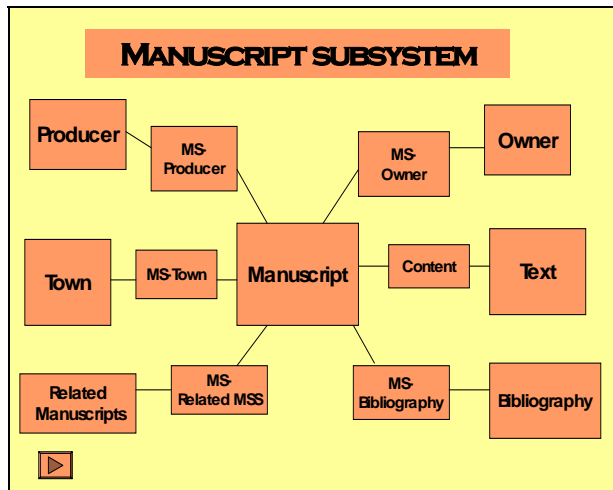 MANUSCRIPT SUBSYSTEM
Producer
MS-
Producer
MS-
Owner
Owner
Town
MS-Town
Manuscript
Content
Text
Related
Manuscripts
MS-
Related MSS
MS-
Bibliography
Bibliography